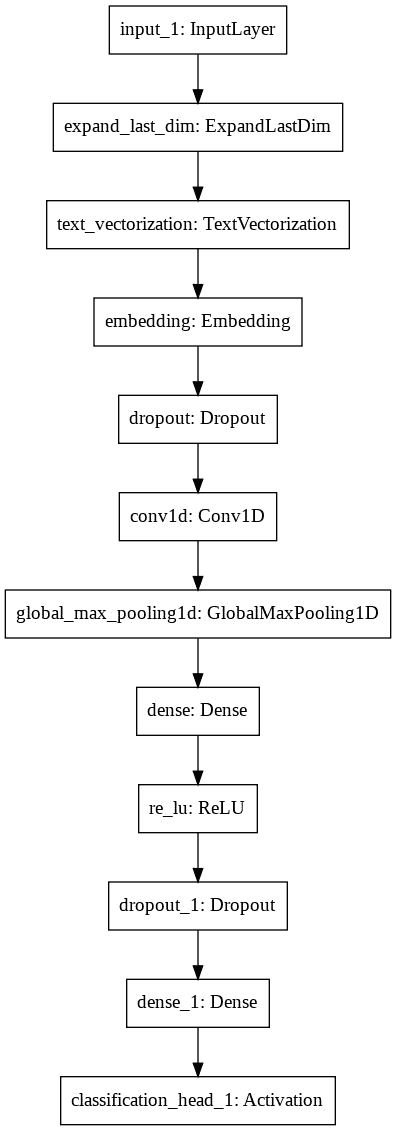 input_1: InputLayer
expand_last_dim: ExpandLastDim
text_vectorization: TextVectorization
embedding: Embedding
dropout: Dropout
conv1d: Conv1D
global_max_pooling1d: GlobalMaxPooling1D
dense: Dense
re_lu: ReLU
dropout_1: Dropout
dense_1: Dense
classification_head_1: Activation